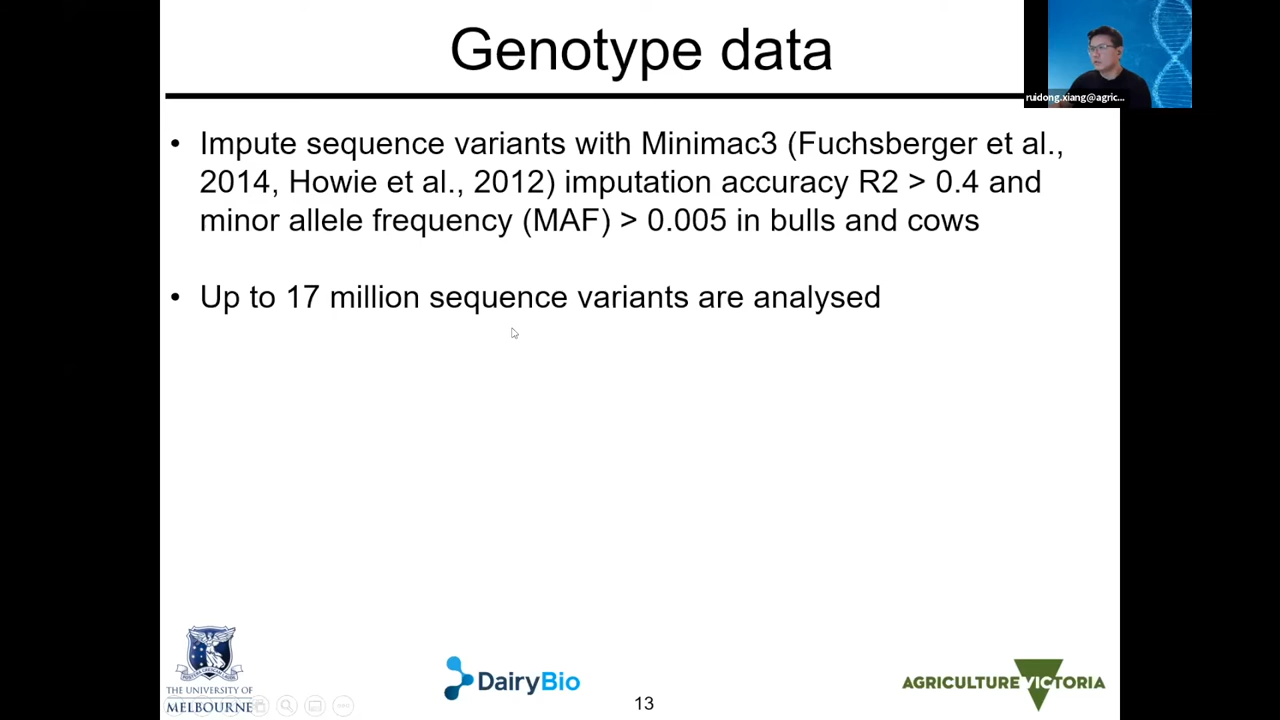 Genotype data
ruidong.xiang@agric...
• Impute sequence variants with Minimac3 (Fuchsberger et al.,
2014, Howie et al., 2012) imputation accuracy R2 > 0.4 and
minor allele frequency (MAF) > 0.005 in bulls and cows
• Up to 17 million sequence variants are analysed
THE UNIVERSITY OF
MELBOURNE
DairyBio
13
AGRICULTURE VICTORIA